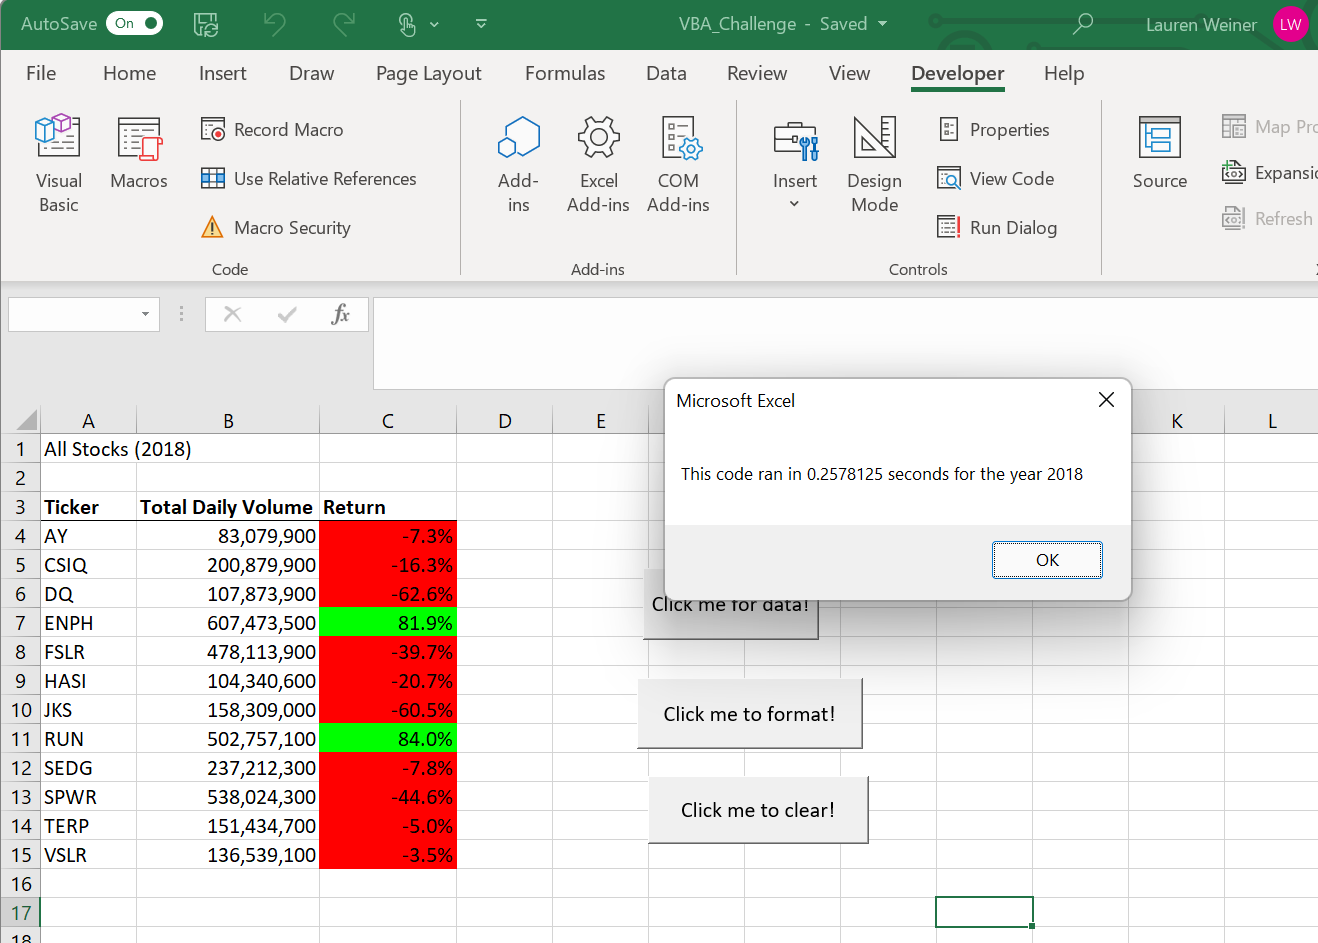 AutoSave On VBA_Challenge - Saved Lauren Weiner LW
File Home Insert Draw Page Layout Formulas Data Review View Developer Help
Visual Basic
Macros
Record Macro
Use Relative References
Macro Security
Code
Add-ins
Excel Add-ins
COM Add-ins
Add-ins
Insert
Design Mode
Properties
View Code
Run Dialog
Controls
Source
Map Pro
Expansio
Refresh
fx
A B C D E K L
1 All Stocks (2018)
2
3 Ticker Total Daily Volume Return
4 AY 83,079,900 -7.3%
5 CSIQ 200,879,900 -16.3%
6 DQ 107,873,900 -62.6%
7 ENPH 607,473,500 81.9%
8 FSLR 478,113,900 -39.7%
9 HASI 104,340,600 -20.7%
10 JKS 158,309,000 -60.5%
11 RUN 502,757,100 84.0%
12 SEDG 237,212,300 -7.8%
13 SPWR 538,024,300 -44.6%
14 TERP 151,434,700 -5.0%
15 VSLR 136,539,100 -3.5%
16
17
18
Microsoft Excel
This code ran in 0.2578125 seconds for the year 2018
OK
Click me for data!
Click me to format!
Click me to clear!